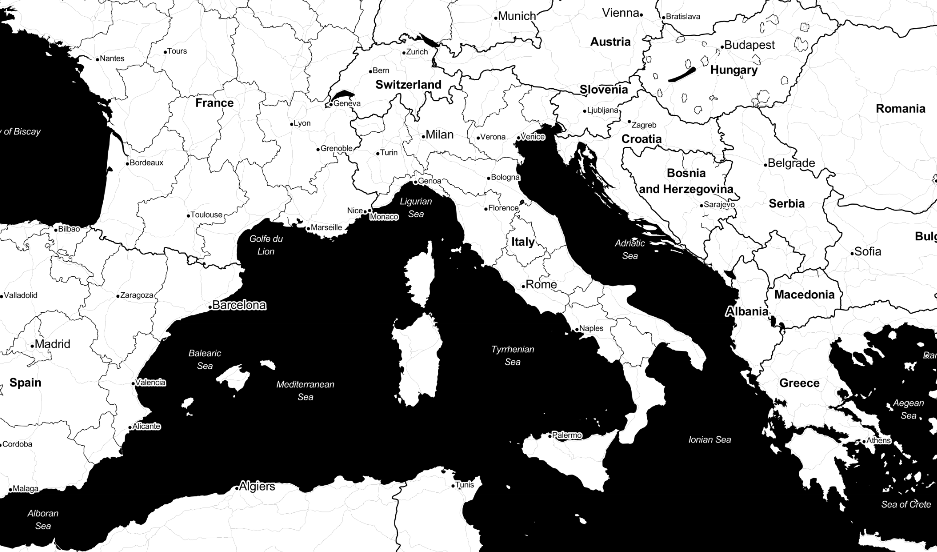 Munich
Vienna
Bratislava
Tours
Nantes
Zurich
Austria
Budapest
Bern
Switzerland
Hungary
Slovenia
Geneva
France
Ljubljana
Romania
Lyon
Zagreb
y of Biscay
Milan
Verona
Venice
Croatia
Grenoble
Turin
Bordeaux
Belgrade
Bologna
Bosnia
and Herzegovina
Genoa
Ligurian
Sea
Sarajevo
Serbia
Nice
Monaco
Florence
Toulouse
Marseille
Bilbao
Golfe du
Lion
Italy
Adriatic
Sea
Bulg
Sofia
Rome
Valladolid
Zaragoza
Barcelona
Macedonia
Albania
Naples
Madrid
Balearic
Sea
Tyrrhenian
Sea
Dar
Spain
Valencia
Mediterranean
Sea
Greece
Aegean
Sea
Alicante
Palermo
Ionian Sea
Athens
Cordoba
Malaga
Algiers
Tunis
Sea of Crete
Alboran
Sea